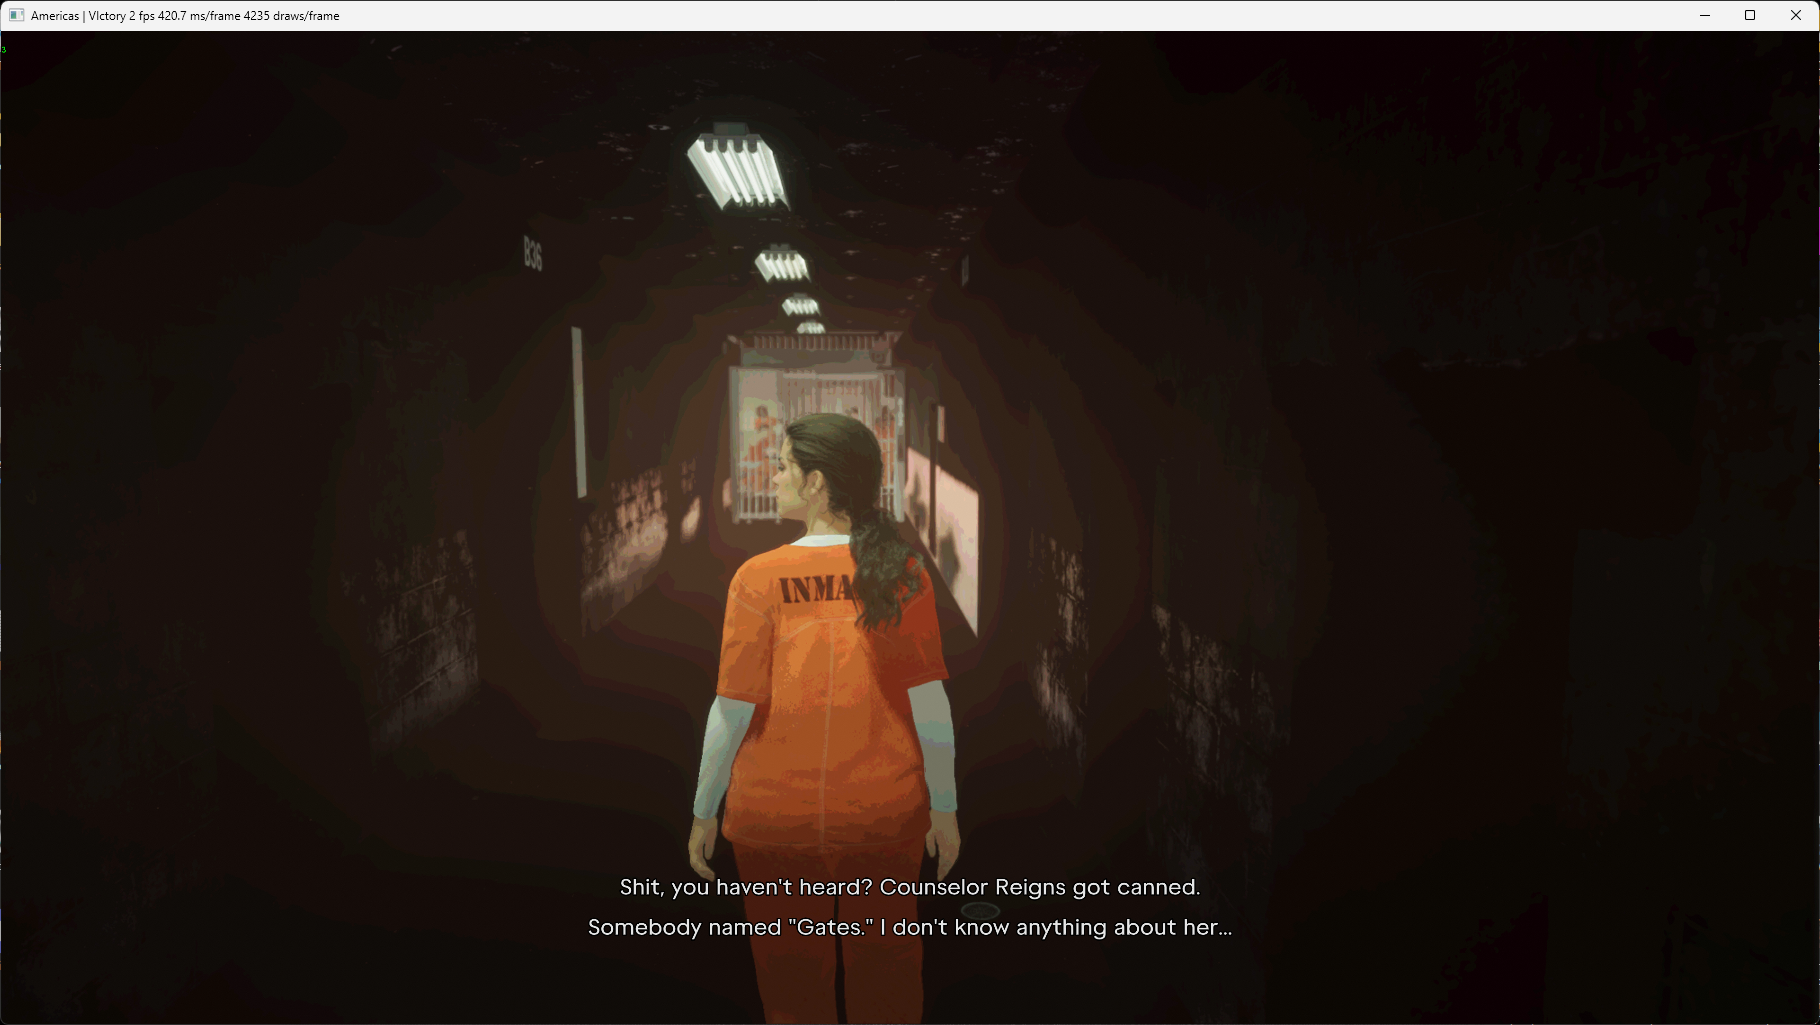 Americas | VIctory 2 fps 420.7 ms/frame 4235 draws/frame
3
B36
INMA
Shit, you haven't heard? Counselor Reigns got canned.
Somebody named "Gates." I don't know anything about her...